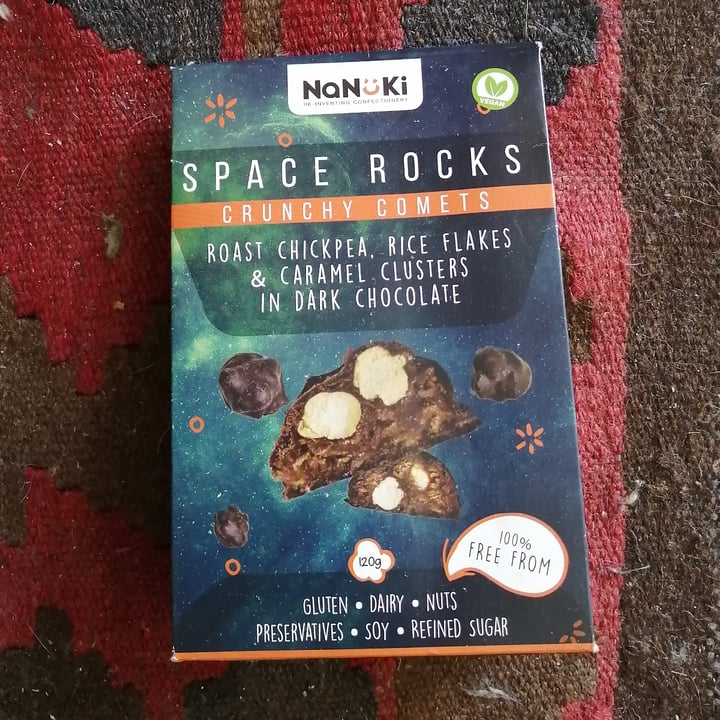 NaNüKi
RE-INVENTING CONFECTIONERY
VEGAN
SPACE ROCKS
CRUNCHY COMETS
ROAST CHICKPEA, RICE FLAKES
& CARAMEL CLUSTERS
IN DARK CHOCOLATE
120g
100%
FREE FROM
GLUTEN • DAIRY • NUTS
PRESERVATIVES • SOY • REFINED SUGAR